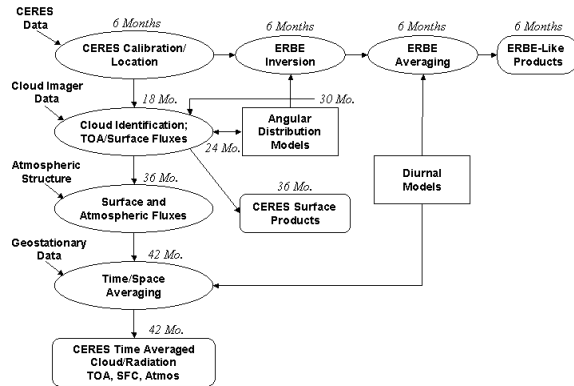 CERES
Data
6 Months
6 Months
6 Months
6 Months
CERES Calibration/
Location
ERBE
Inversion
ERBE
Averaging
ERBE-Like
Products
Cloud Imager
Data
18 Mo.
30 Mo.
Cloud Identification;
TOA/Surface Fluxes
24 Mo.
Angular
Distribution
Models
Atmospheric
Structure
36 Mo.
36 Mo.
Diurnal
Models
Surface and
Atmospheric Fluxes
CERES Surface
Products
Geostationary
Data
42 Mo.
Time/Space
Averaging
42 Mo.
CERES Time Averaged
Cloud/Radiation
TOA, SFC, Atmos